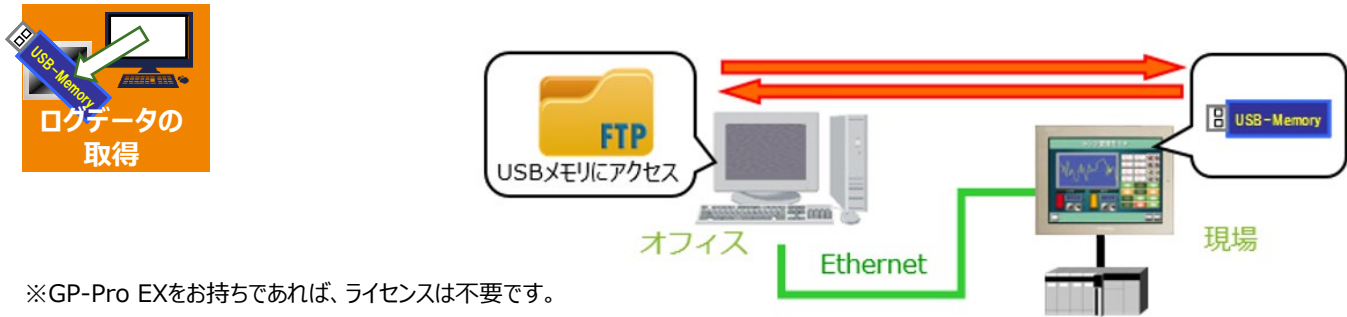 USB-Memory
ログデータの
取得
FTP
USBメモリにアクセス
USB-Memory
オフィス
Ethernet
現場
※GP-Pro EXをお持ちであれば、ライセンスは不要です。